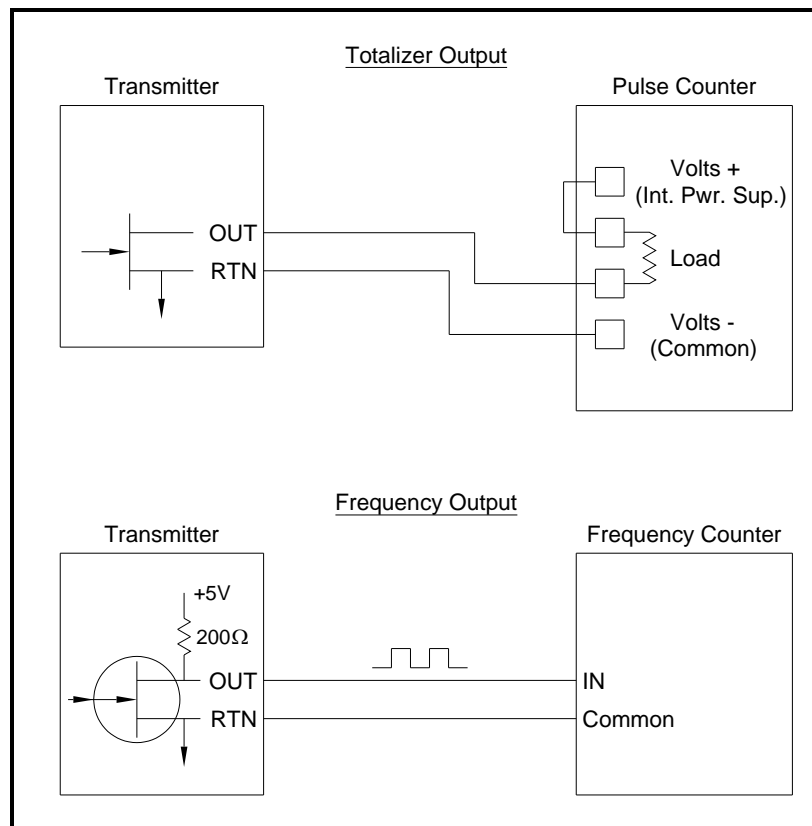 Totalizer Output
Transmitter
Pulse Counter
Volts +
(Int. Pwr. Sup.)
OUT
Load
RTN
Volts -
(Common)
Frequency Output
Transmitter
Frequency Counter
+5V
200Ω
OUT
IN
RTN
Common